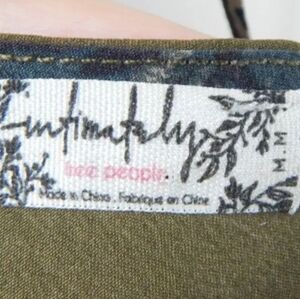 Intimately
free people.
Made in China . Fabriqué en Chine
M.M